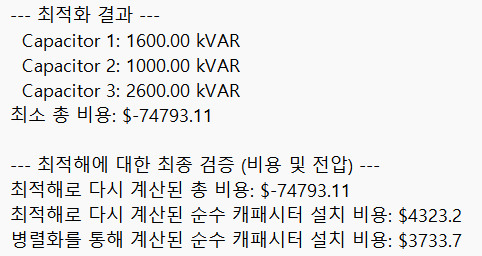 --- 최적화 결과 ---
Capacitor 1: 1600.00 kVAR
Capacitor 2: 1000.00 kVAR
Capacitor 3: 2600.00 kVAR
최소 총 비용: $-74793.11
--- 최적해에 대한 최종 검증 (비용 및 전압) ---
최적해로 다시 계산된 총 비용: $-74793.11
최적해로 다시 계산된 순수 캐패시터 설치 비용: $4323.2
병렬화를 통해 계산된 순수 캐패시터 설치 비용: $3733.7